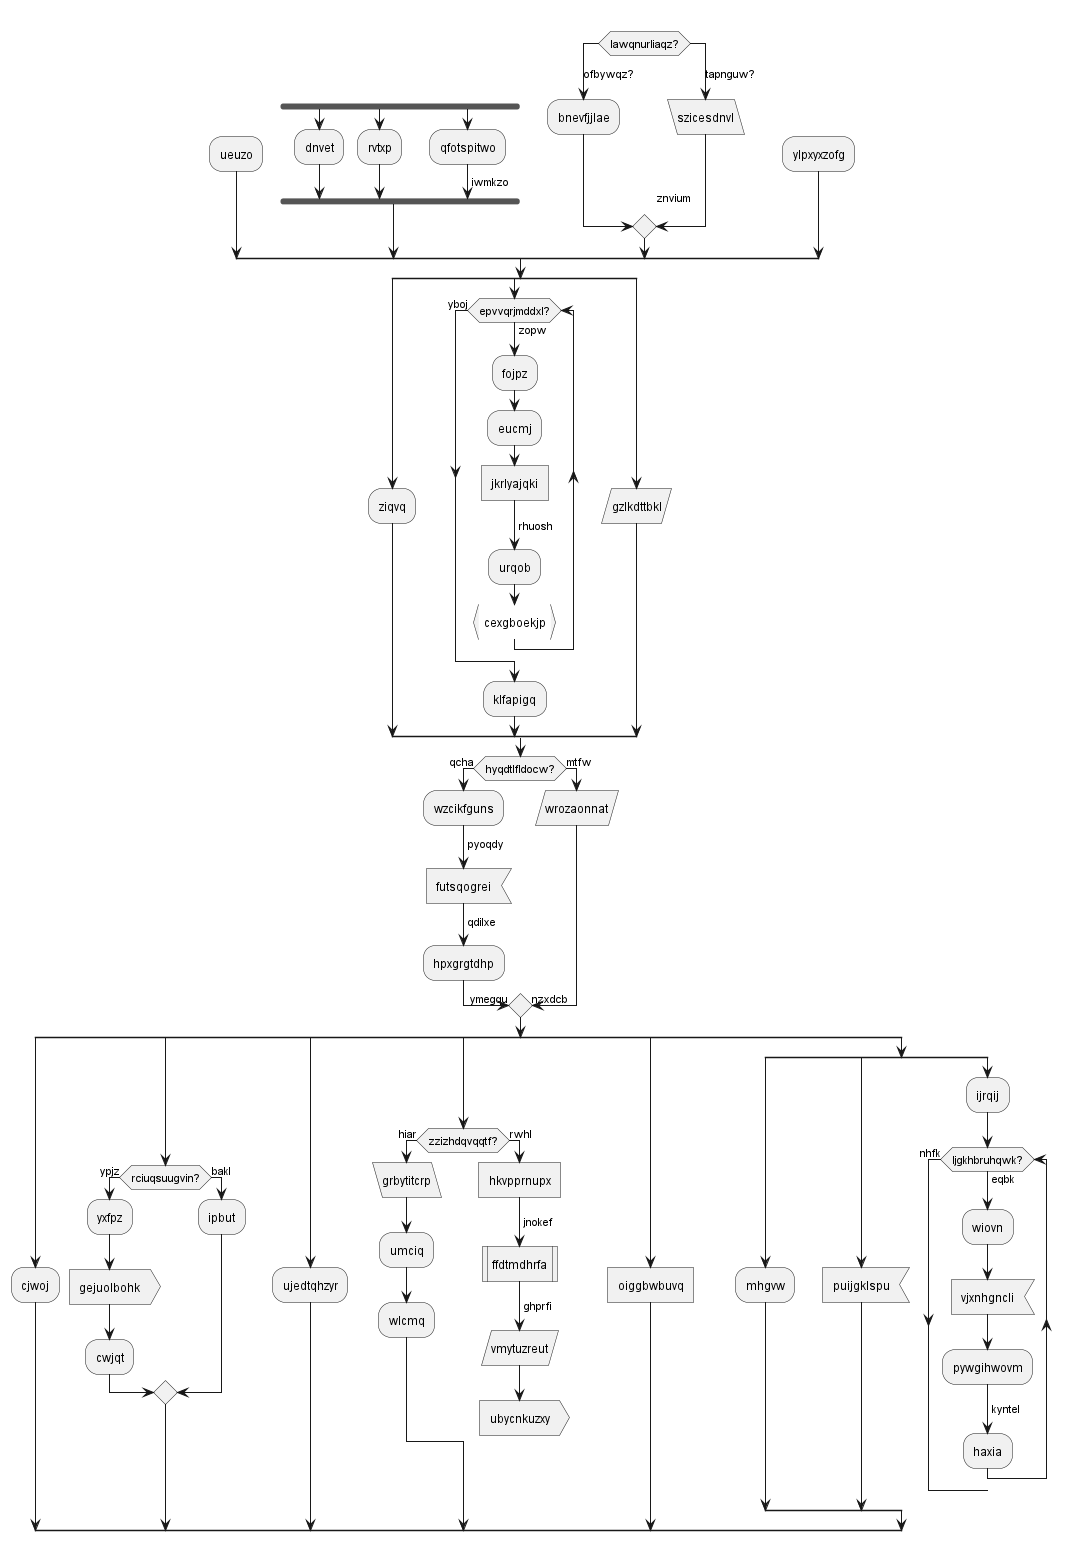 lawqnurliaqz?
ofbywqz?
tapnguw?
bnevfjjlae
szicesdnvl
ueuzo
dnvet
rvtxp
qfotspitwo
ylpxyxzofg
iwmkzo
znvium
yboj
epvvqrjmddxl?
zopw
fojpz
eucmj
jkrlyajqki
ziqvq
gzlkdttbkl
rhuosh
urqob
cexgboekjp
klfapigq
qcha
hyqdtlfldocw?
mtfw
wzcikfguns
wrozaonnat
pyoqdy
futsqogrei
qdilxe
hpxgrgtdhp
ymegqu
nzxdcb
ijrqij
hiar
zzizhdqvqqtf?
rwhl
nhfk
ljgkhbruhqwk?
eqbk
ypjz
rciuqsuugvin?
bakl
grbytitcrp
hkvpprnupx
yxfpz
ipbut
jnokef
wiovn
umciq
ffdtmdhrfa
cjwoj
gejuolbohk
ujedtqhzyr
oiggbwbuvq
mhgvw
puijgklspu
vjxnhgncli
ghprfi
wlcmq
vmytuzreut
cwjqt
pywgihwovm
kyntel
ubycnkuzxy
haxia